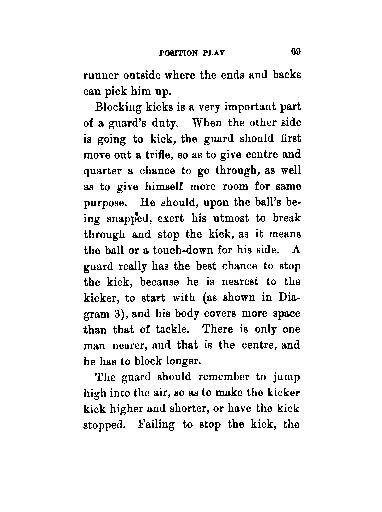 POSITION PLAY 69
runner outside where the ends and backs
can pick him up.
Blocking kicks is a very important part
of a guard's duty. When the other side
is going to kick, the guard should first
move out a trifle, so as to give centre and
quarter a chance to go through, as well
as to give himself more room for same
purpose. He should, upon the ball's be-
ing snapped, exert his utmost to break
through and stop the kick, as it means
the ball or a touch-down for his side. A
guard really has the best chance to stop
the kick, because he is nearest to the
kicker, to start with (as shown in Dia-
gram 3), and his body covers more space
than that of tackle. There is only one
man nearer, and that is the centre, and
he has to block longer.
The guard should remember to jump
high into the air, so as to make the kicker
kick higher and shorter, or have the kick
stopped. Failing to stop the kick, the